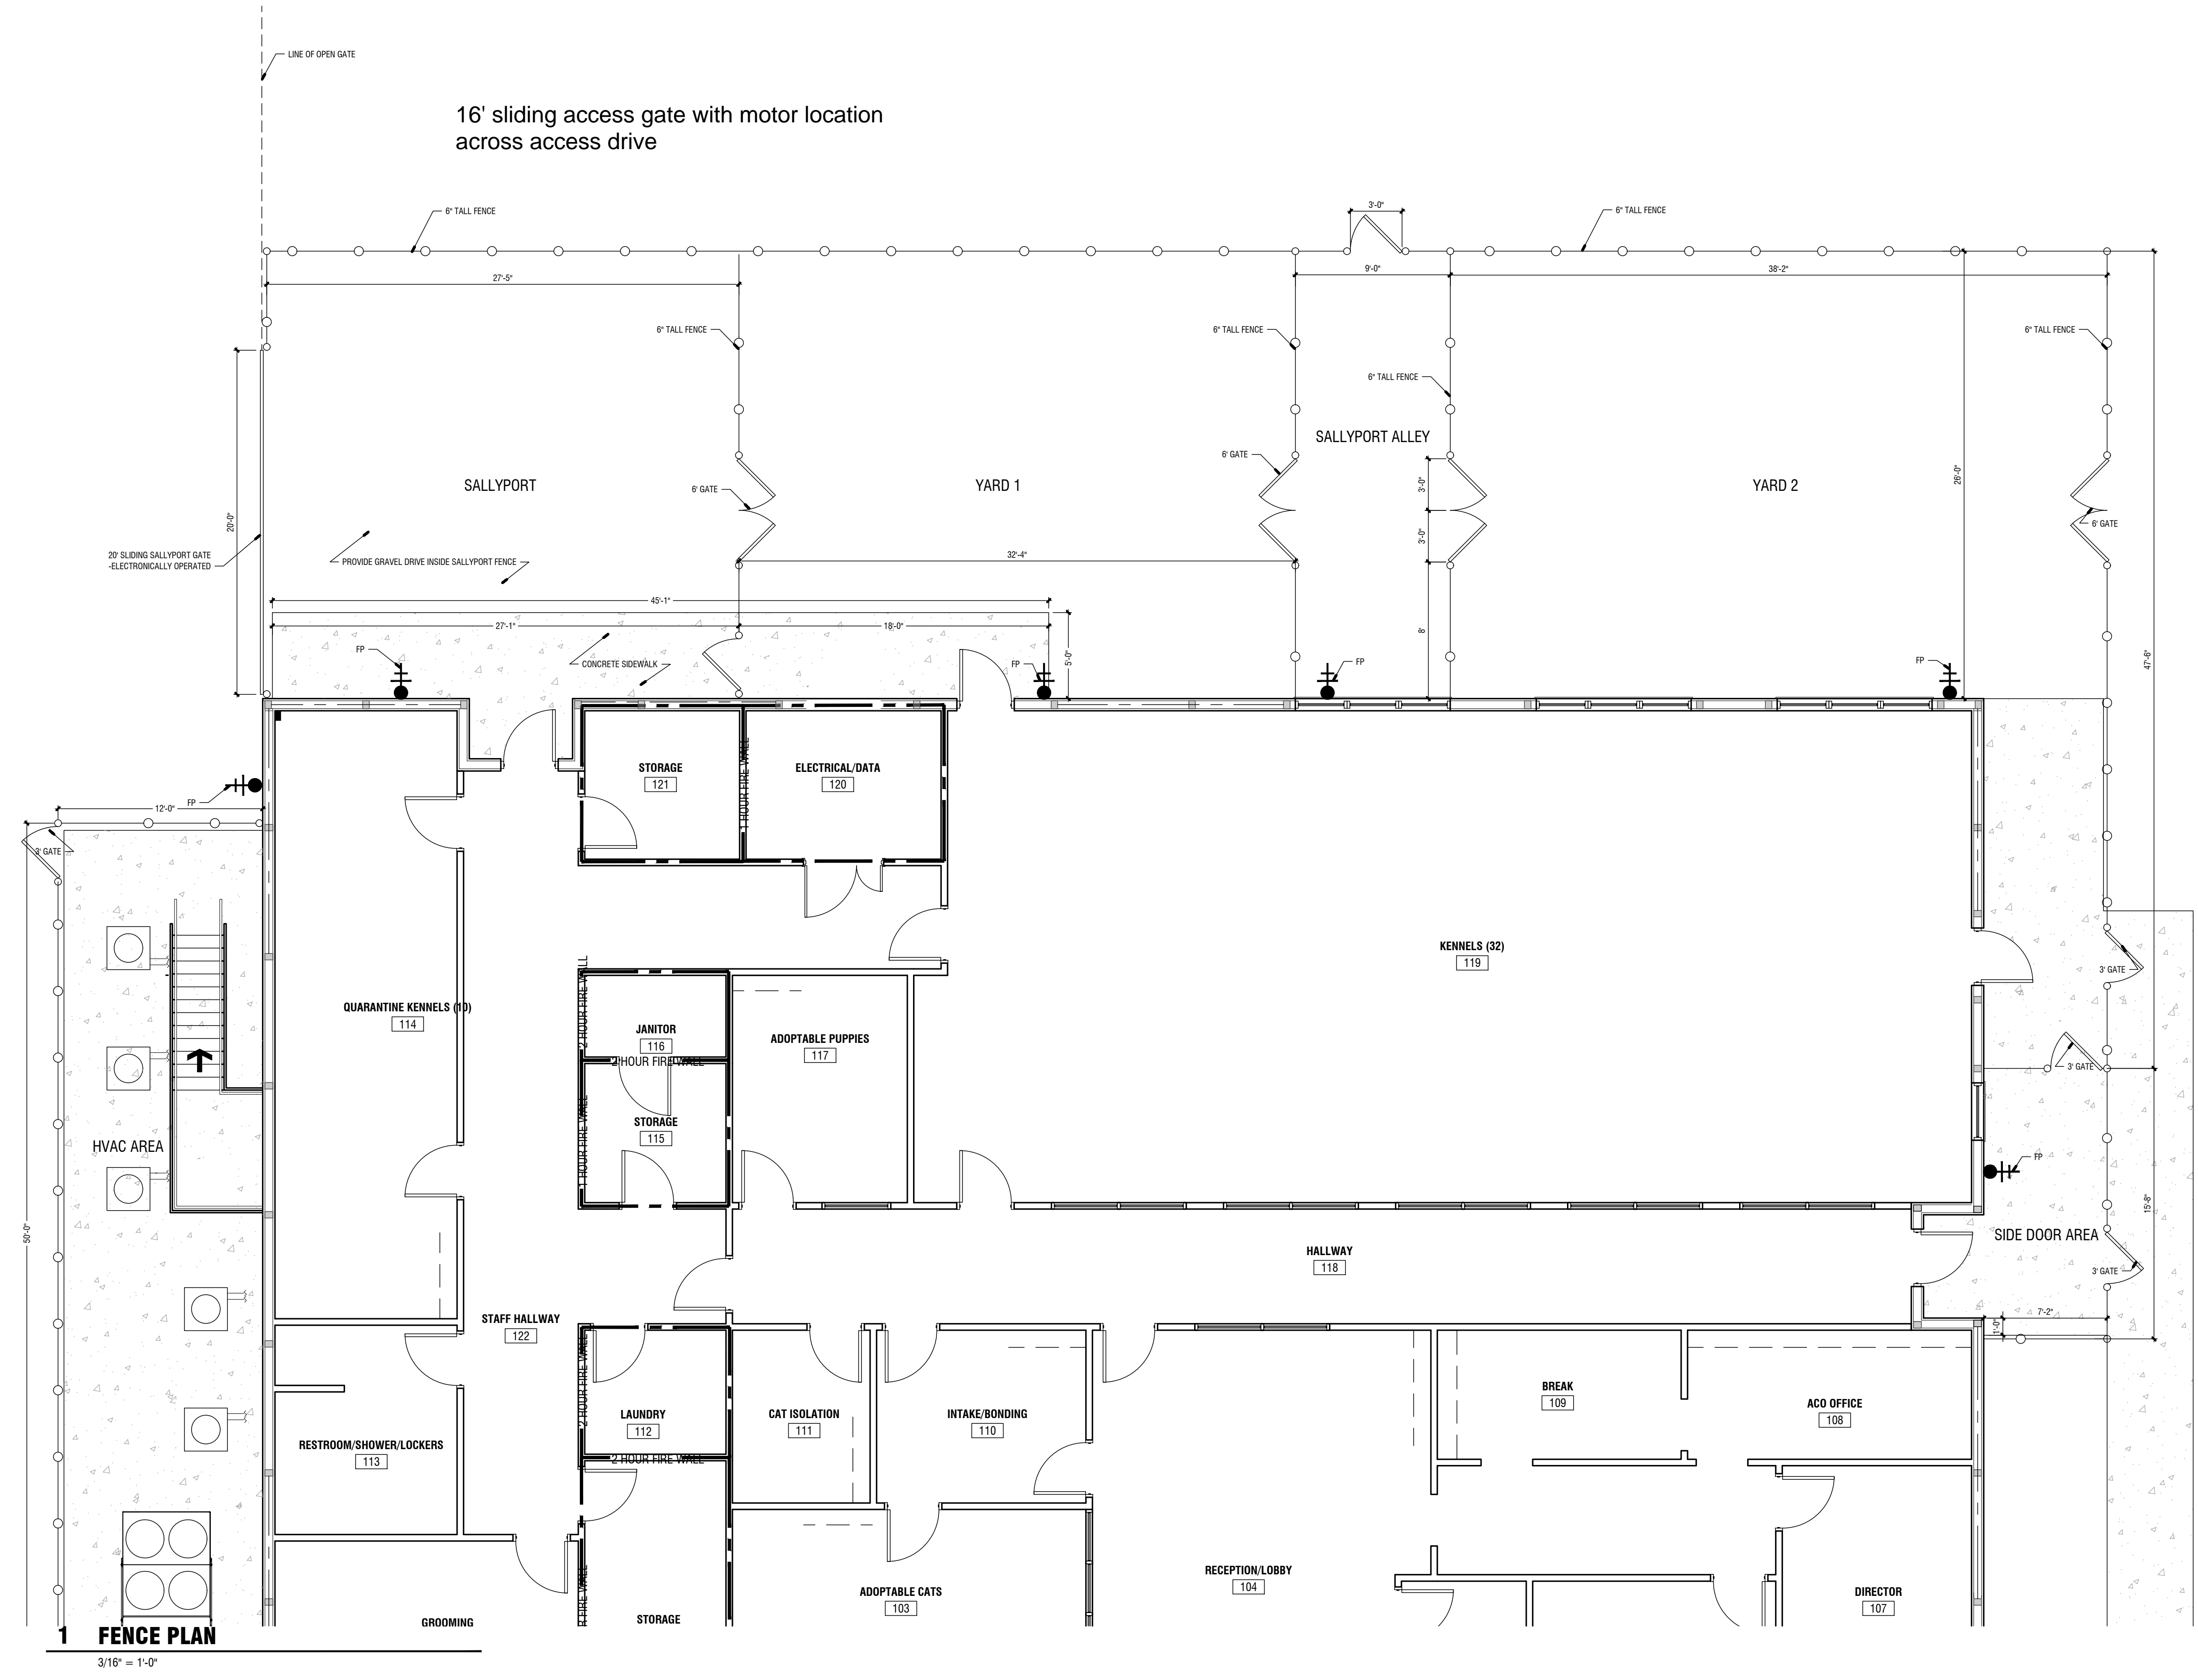 LINE OF OPEN GATE
16' sliding access gate with motor location
across access drive
6" TALL FENCE
3'-0"
6" TALL FENCE
27'-5"
9'-0"
38'-2"
6" TALL FENCE
6" TALL FENCE
6" TALL FENCE
6" TALL FENCE
SALLYPORT ALLEY
6' GATE
SALLYPORT
6' GATE
YARD 1
3'-0"
YARD 2
26'-0"
20'-0"
6' GATE
3'-0"
20' SLIDING SALLYPORT GATE
-ELECTRONICALLY OPERATED
PROVIDE GRAVEL DRIVE INSIDE SALLYPORT FENCE
32'-4"
45'-1"
27'-1"
18'-0"
8'
5'-0"
47'-6"
FP
CONCRETE SIDEWALK
FP
FP
FP
STORAGE
121
1 HOUR FIRE WALL
ELECTRICAL/DATA
120
FP
12'-0"
3' GATE
KENNELS (32)
119
3' GATE
QUARANTINE KENNELS (10)
114
2 HOUR FIRE WALL
JANITOR
116
2 HOUR FIRE WALL
ADOPTABLE PUPPIES
117
3' GATE
HVAC AREA
1 HOUR FIRE WALL
STORAGE
115
FP
15'-8"
50'-0"
SIDE DOOR AREA
HALLWAY
118
3' GATE
7'-2"
1'-0"
STAFF HALLWAY
122
2 HOUR FIRE WALL
LAUNDRY
112
2 HOUR FIRE WALL
CAT ISOLATION
111
INTAKE/BONDING
110
BREAK
109
ACO OFFICE
108
RESTROOM/SHOWER/LOCKERS
113
RECEPTION/LOBBY
104
ADOPTABLE CATS
103
DIRECTOR
107
GROOMING
R FIRE WALL
STORAGE
1 FENCE PLAN
3/16" = 1'-0"